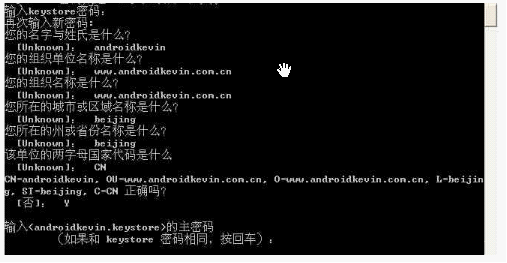 输入keystore密码:
再次输入新密码:
您的名字与姓氏是什么?
[Unknown]: androidkevin
您的组织单位名称是什么?
[Unknown]: www.androidkevin.com.cn
您的组织名称是什么?
[Unknown]: www.androidkevin.com.cn
您所在的城市或区域名称是什么?
[Unknown]: beijing
您所在的州或省份名称是什么?
[Unknown]: beijing
该单位的两字母国家代码是什么
[Unknown]: CN
CN=androidkevin, OU=www.androidkevin.com.cn, O=www.androidkevin.com.cn, L=beijin
g, ST=beijing, C=CN 正确吗?
[否]: Y
输入<androidkevin.keystore>的主密码
(如果和 keystore 密码相同，按回车):